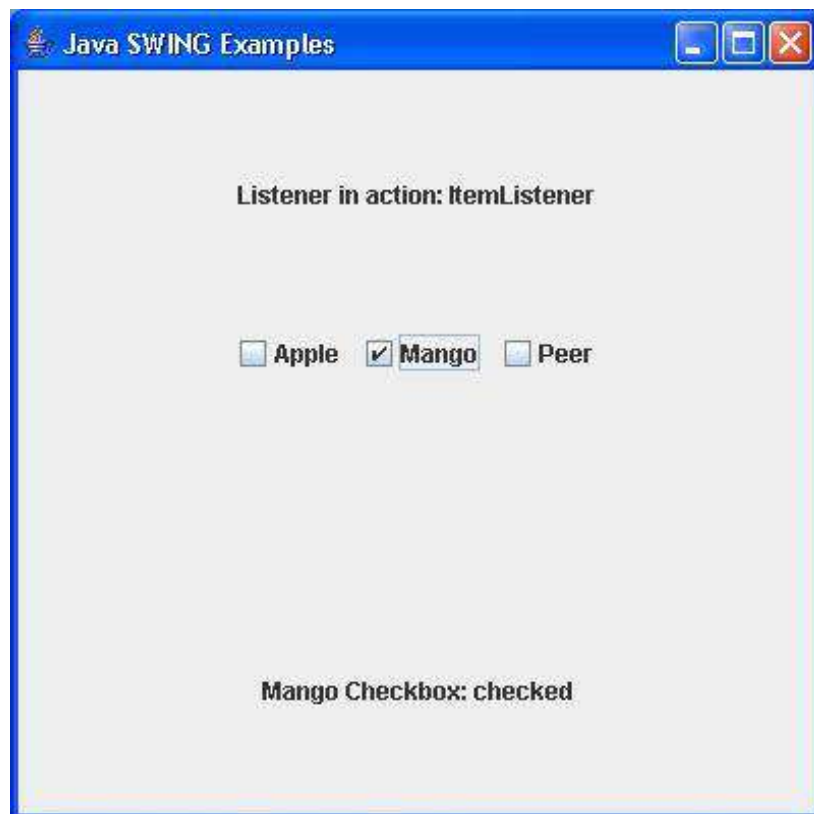 Java SWING Examples
Listener in action: ItemListener
Apple Mango Peer
Mango Checkbox: checked